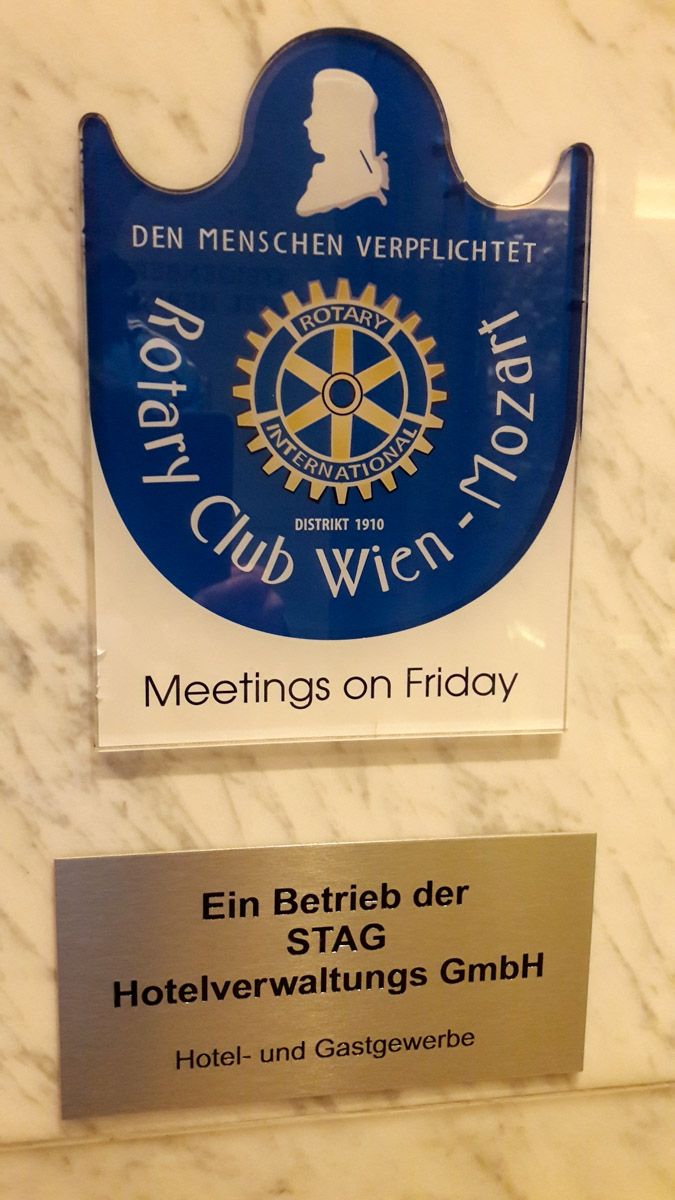 DEN MENSCHEN VERPFLICHTET
ROTARY
INTERNATIONAL
DISTRIKT 1910
Rotary Club Wien - Mozart
Meetings on Friday
Ein Betrieb der
STAG
Hotelverwaltungs GmbH
Hotel- und Gastgewerbe